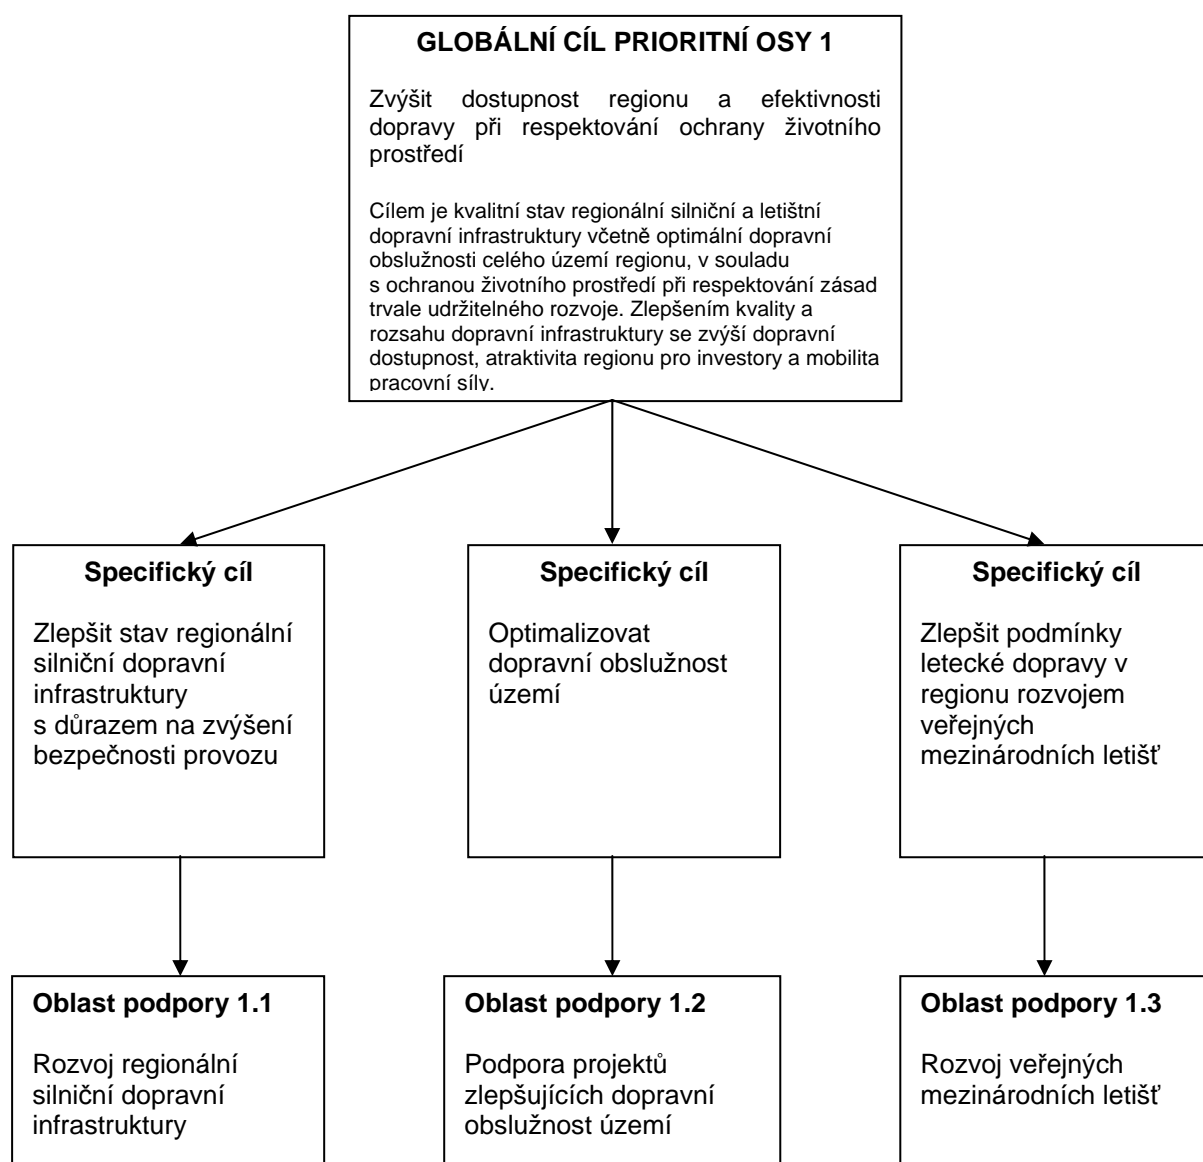 GLOBÁLNÍ CÍL PRIORITNÍ OSY 1
Zvýšit dostupnost regionu a efektivnosti
dopravy při respektování ochrany životního
prostředí
Cílem je kvalitní stav regionální silniční a letištní
dopravní infrastruktury včetně optimální dopravní
obslužnosti celého území regionu, v souladu
s ochranou životního prostředí při respektování zásad
trvale udržitelného rozvoje. Zlepšením kvality a
rozsahu dopravní infrastruktury se zvýší dopravní
dostupnost, atraktivita regionu pro investory a mobilita
pracovní síly.
Specifický cíl
Zlepšit stav regionální
silniční dopravní
infrastruktury
s důrazem na zvýšení
bezpečnosti provozu
Specifický cíl
Optimalizovat
dopravní obslužnost
území
Specifický cíl
Zlepšit podmínky
letecké dopravy v
regionu rozvojem
veřejných
mezinárodních letišť
Oblast podpory 1.1
Rozvoj regionální
silniční dopravní
infrastruktury
Oblast podpory 1.2
Podpora projektů
zlepšujících dopravní
obslužnost území
Oblast podpory 1.3
Rozvoj veřejných
mezinárodních letišť